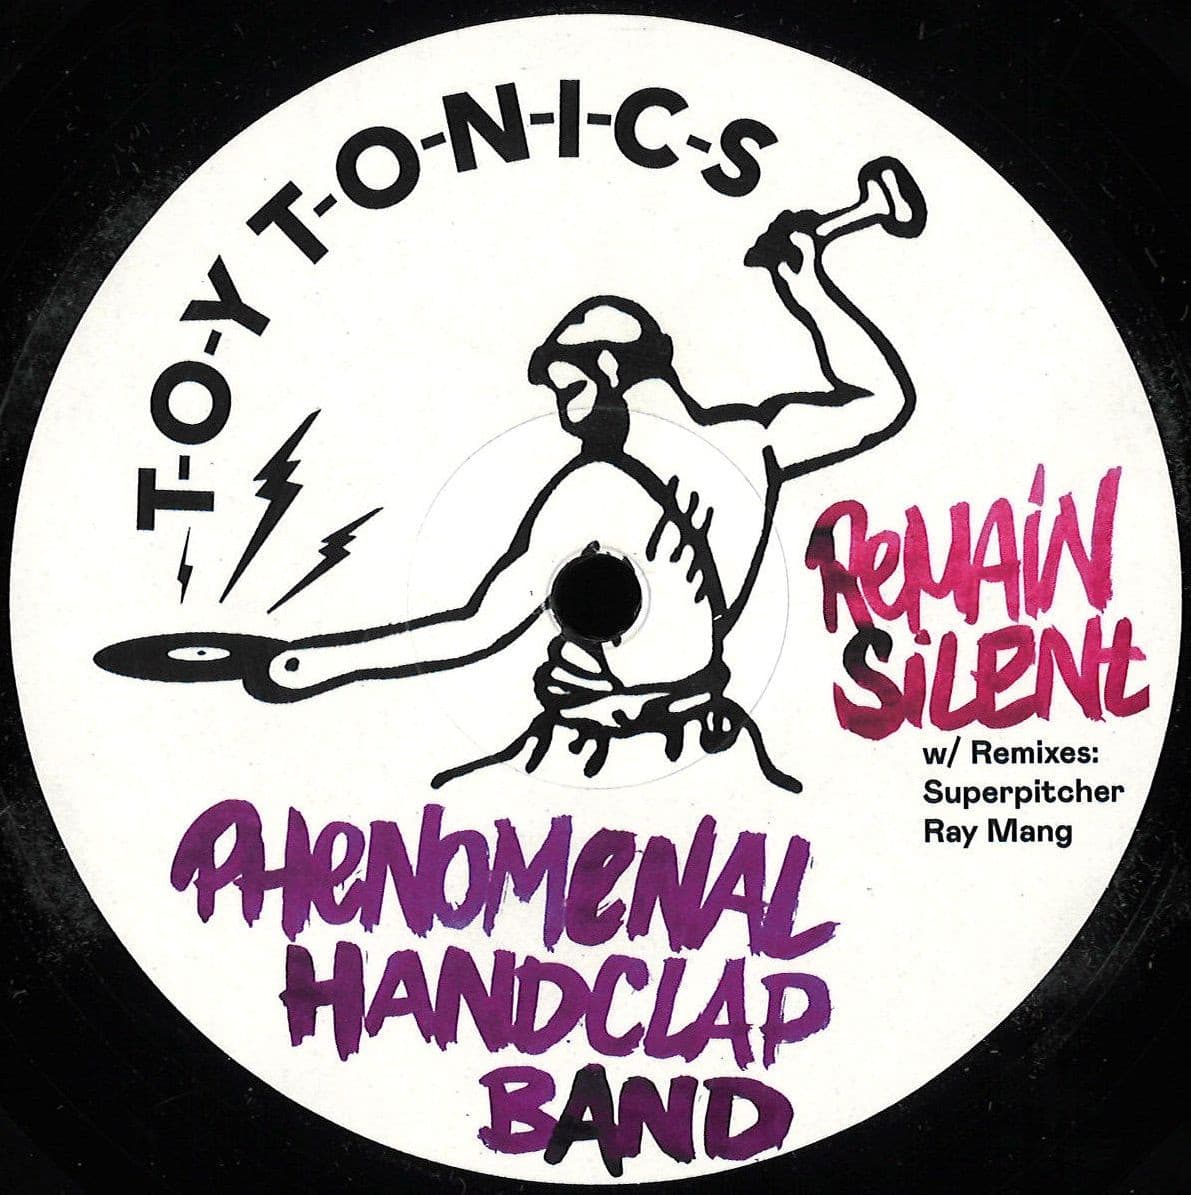 T-O-Y T-O-N-I-C-S
ReMAiN
SiLeNt
w/ Remixes:
Superpitcher
Ray Mang
PHeNOMeNAL
HANDCLAP
BAND